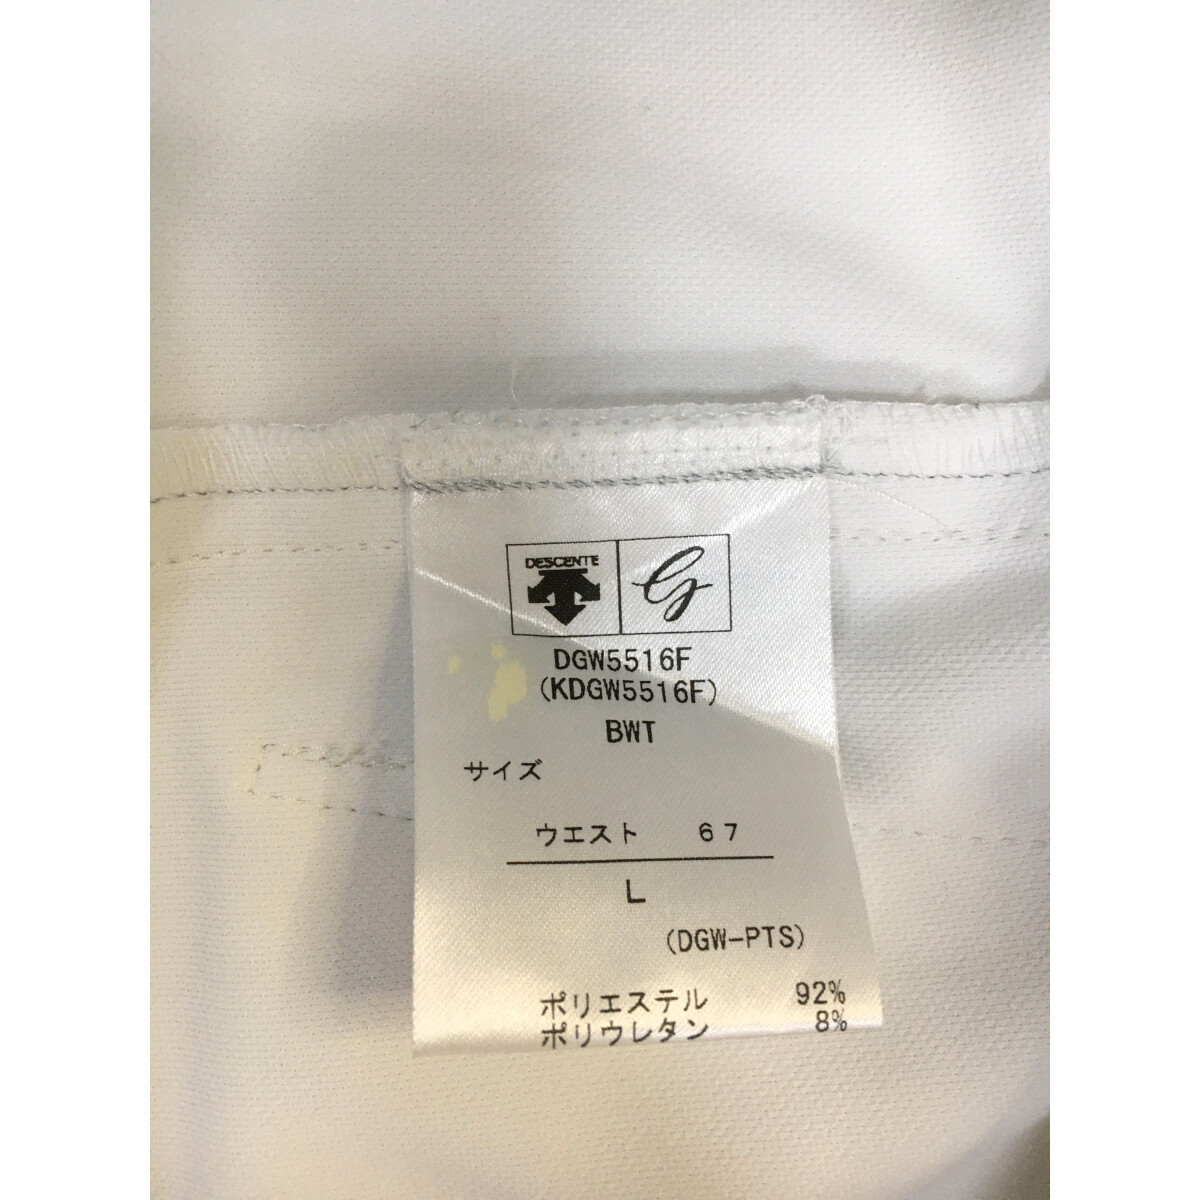 DESCENTE G
DGW5516F
(KDGW5516F)
BWT
サイズ
ウエスト 67
L
(DGW-PTS)
ポリエステル 92%
ポリウレタン 8%